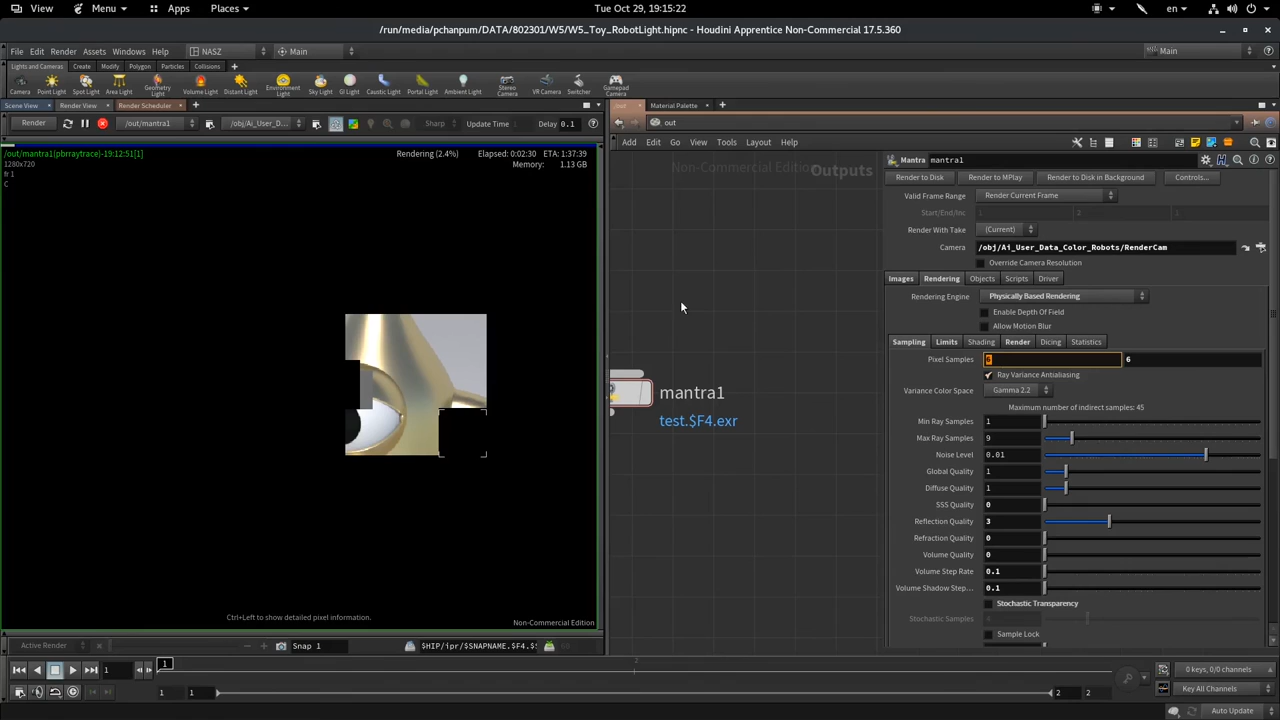 View Menu Apps Places Tue Oct 29, 19:15:22 en
/run/media/pchanpum/DATA/802301/W5/W5_Toy_RobotLight.hipnc - Houdini Apprentice Non-Commercial 17.5.360
File Edit Render Assets Windows Help NASZ Main Main
Lights and Cameras Create Modify Polygon Particles Collisions
Camera Point Light Spot Light Area Light Geometry Light Volume Light Distant Light Environment Light Sky Light GI Light Caustic Light Portal Light Ambient Light Stereo Camera VR Camera Switcher Gamepad Camera
Scene View Render View Render Scheduler /out Material Palette
Render /out/mantra1 /obj/Ai_User_D... Sharp Update Time Delay 0.1 out
Add Edit Go View Tools Layout Help
/out/mantra1(pbrraytrace)-19:12:51[1] Rendering (2.4%) Elapsed: 0:02:30 ETA: 1:37:39
1280x720 Memory: 1.13 GB
fr1
C
Non-Commercial Edition Outputs
mantra1
test.$F4.exr
Ctrl+Left to show detailed pixel information.
Non-Commercial Edition
Mantra mantra1
Render to Disk Render to MPlay Render to Disk in Background Controls...
Valid Frame Range Render Current Frame
Start/End/Inc 1 2 1
Render With Take (Current)
Camera /obj/Ai_User_Data_Color_Robots/RenderCam
Override Camera Resolution
Images Rendering Objects Scripts Driver
Rendering Engine Physically Based Rendering
Enable Depth Of Field
Allow Motion Blur
Sampling Limits Shading Render Dicing Statistics
Pixel Samples 6 6
Ray Variance Antialiasing
Variance Color Space Gamma 2.2
Maximum number of indirect samples: 45
Min Ray Samples 1
Max Ray Samples 9
Noise Level 0.01
Global Quality 1
Diffuse Quality 1
SSS Quality 0
Reflection Quality 3
Refraction Quality 0
Volume Quality 0
Volume Step Rate 0.1
Volume Shadow Step... 0.1
Stochastic Transparency
Stochastic Samples 4
Sample Lock
Active Render Snap 1 $HIP/ipr/$SNAPNAME.$F4.$
1 1 2 0 keys, 0/0 channels
1 1 2 2 Key All Channels
Auto Update